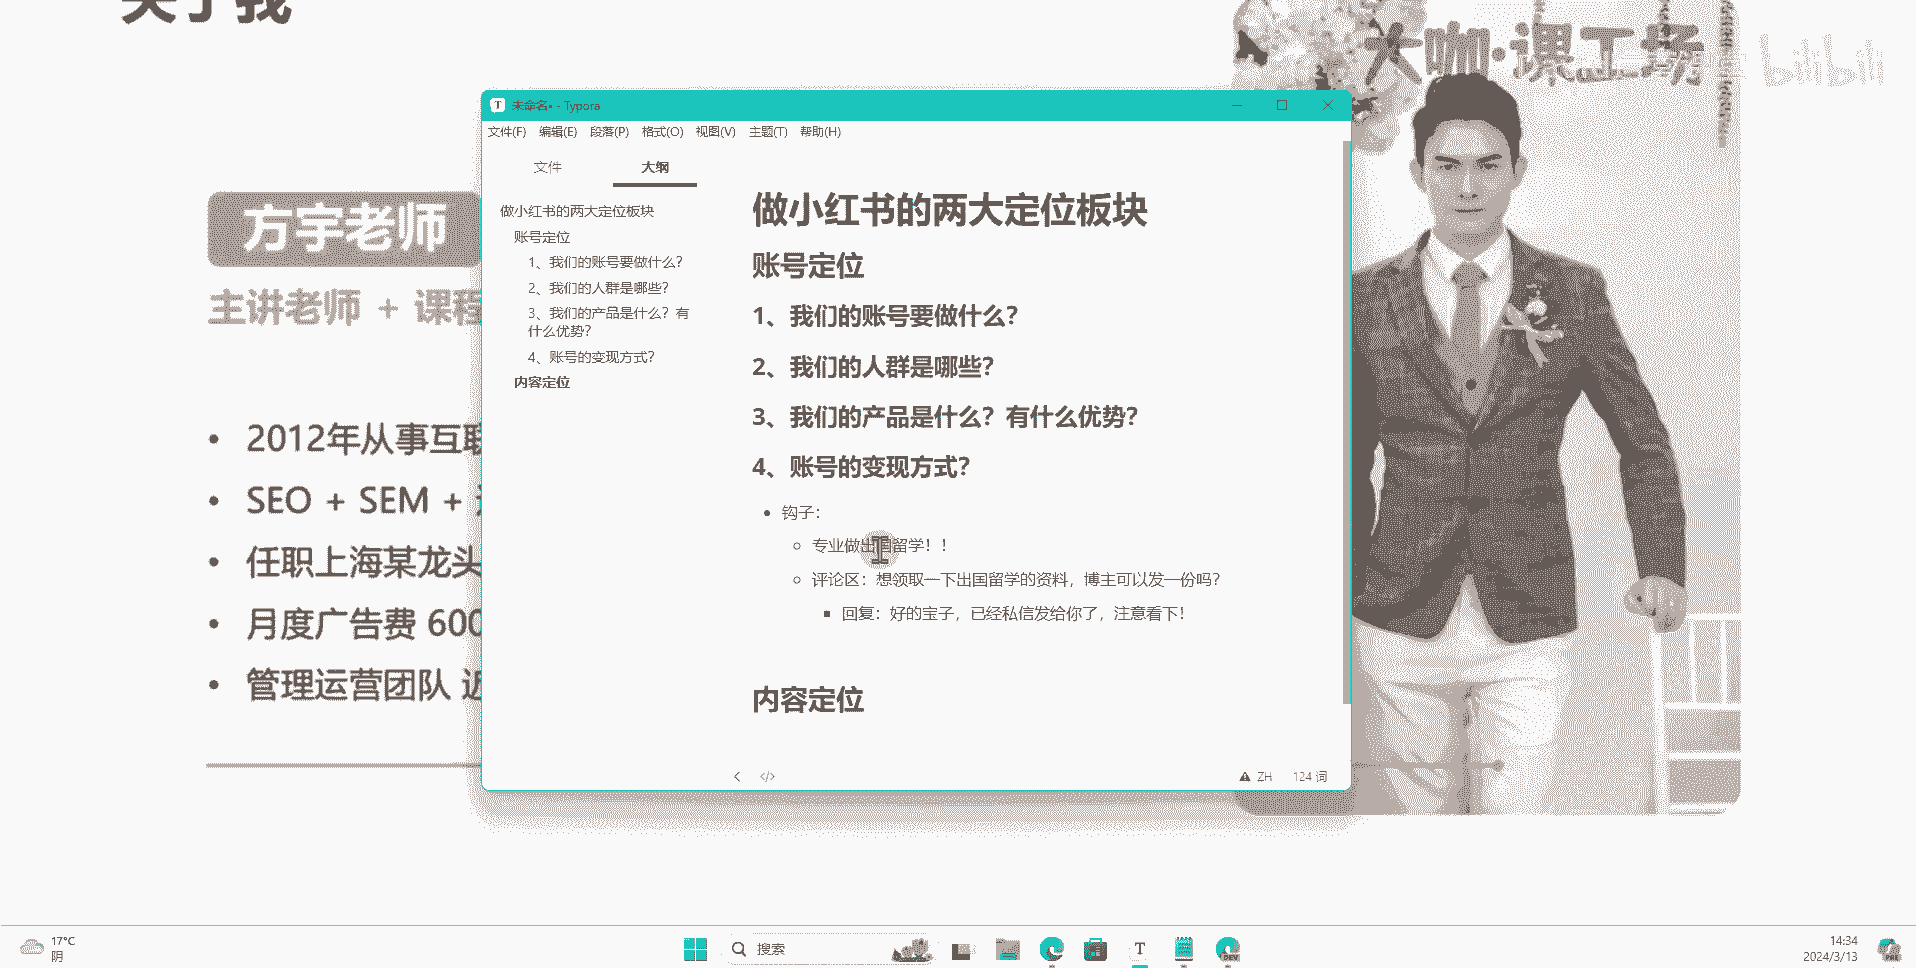 关于我
大咖·课工场
bilibili
方宇老师
主讲老师 + 课程
2012年从事互联
SEO + SEM +
任职上海某龙头
月度广告费 600
管理运营团队 近
未命名• - Typora
文件(F) 编辑(E) 段落(P) 格式(O) 视图(V) 主题(T) 帮助(H)
文件 大纲
做小红书的两大定位板块
账号定位
1、我们的账号要做什么？
2、我们的人群是哪些？
3、我们的产品是什么？有
什么优势？
4、账号的变现方式？
内容定位
做小红书的两大定位板块
账号定位
1、我们的账号要做什么？
2、我们的人群是哪些？
3、我们的产品是什么？有什么优势？
4、账号的变现方式？
钩子：
专业做出国留学！！
评论区：想领取一下出国留学的资料，博主可以发一份吗？
回复：好的宝子，已经私信发给你了，注意看下！
内容定位
</> ZH 124 词
17°C
阴
搜索
T
DEV
14:34
2024/3/13
PRE